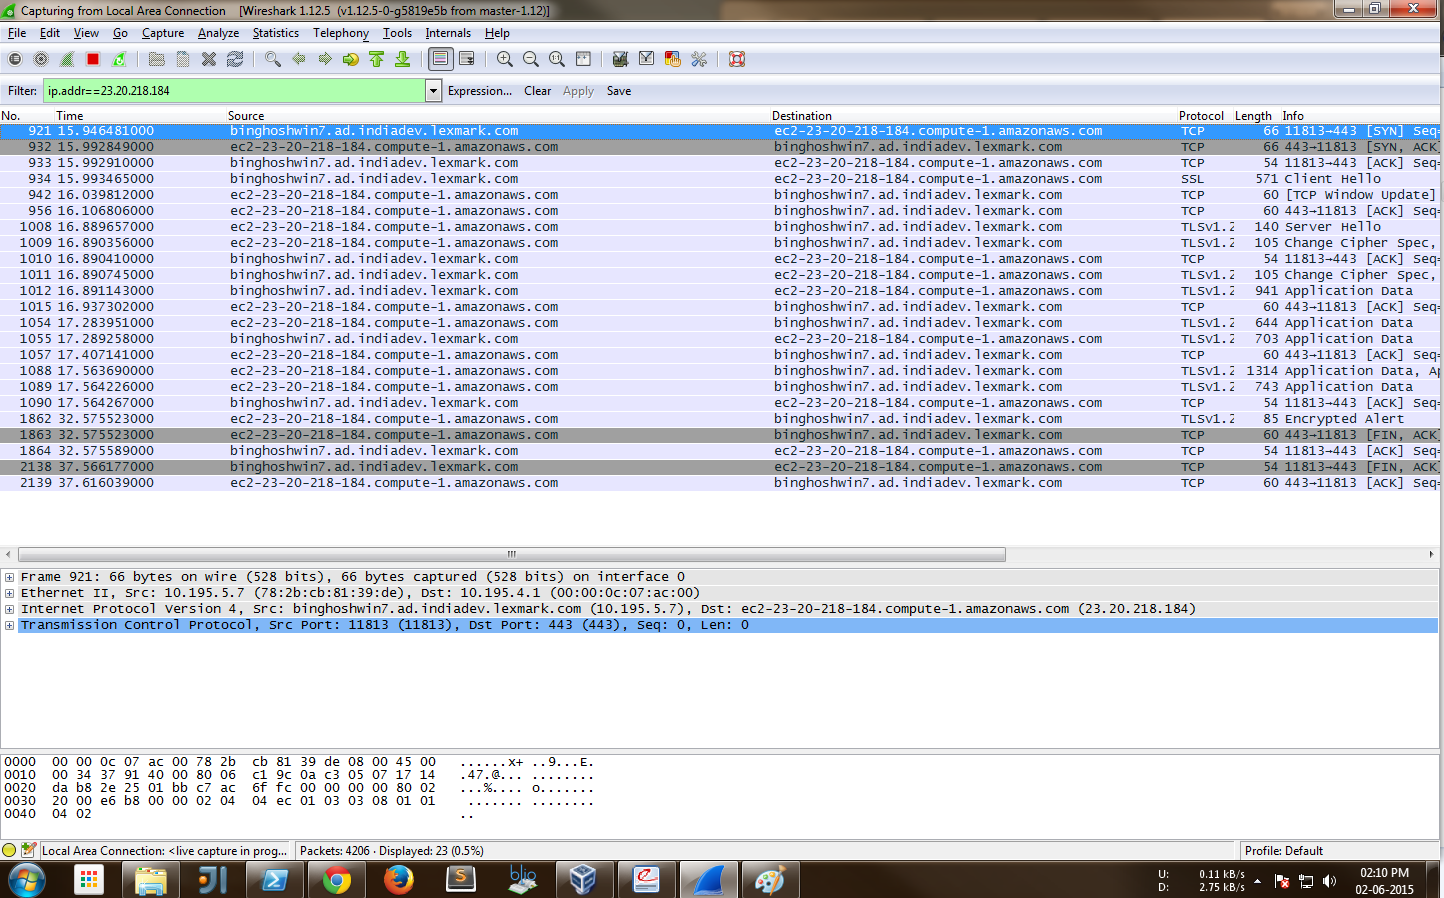 Capturing from Local Area Connection [Wireshark 1.12.5 (v1.12.5-0-g5819e5b from master-1.12)]
File Edit View Go Capture Analyze Statistics Telephony Tools Internals Help
Filter: ip.addr==23.20.218.184 Expression... Clear Apply Save
No. Time Source Destination Protocol Length Info
921 15.946481000 binghoshwin7.ad.indiadev.lexmark.com ec2-23-20-218-184.compute-1.amazonaws.com TCP 66 11813→443 [SYN] Seq=
932 15.992849000 ec2-23-20-218-184.compute-1.amazonaws.com binghoshwin7.ad.indiadev.lexmark.com TCP 66 443→11813 [SYN, ACK]
933 15.992910000 binghoshwin7.ad.indiadev.lexmark.com ec2-23-20-218-184.compute-1.amazonaws.com TCP 54 11813→443 [ACK] Seq=
934 15.993465000 binghoshwin7.ad.indiadev.lexmark.com ec2-23-20-218-184.compute-1.amazonaws.com SSL 571 Client Hello
942 16.039812000 ec2-23-20-218-184.compute-1.amazonaws.com binghoshwin7.ad.indiadev.lexmark.com TCP 60 [TCP Window Update]
956 16.106806000 ec2-23-20-218-184.compute-1.amazonaws.com binghoshwin7.ad.indiadev.lexmark.com TCP 60 443→11813 [ACK] Seq=
1008 16.889657000 ec2-23-20-218-184.compute-1.amazonaws.com binghoshwin7.ad.indiadev.lexmark.com TLSv1.2 140 Server Hello
1009 16.890356000 ec2-23-20-218-184.compute-1.amazonaws.com binghoshwin7.ad.indiadev.lexmark.com TLSv1.2 105 Change Cipher Spec,
1010 16.890410000 binghoshwin7.ad.indiadev.lexmark.com ec2-23-20-218-184.compute-1.amazonaws.com TCP 54 11813→443 [ACK] Seq=
1011 16.890745000 binghoshwin7.ad.indiadev.lexmark.com ec2-23-20-218-184.compute-1.amazonaws.com TLSv1.2 105 Change Cipher Spec,
1012 16.891143000 binghoshwin7.ad.indiadev.lexmark.com ec2-23-20-218-184.compute-1.amazonaws.com TLSv1.2 941 Application Data
1015 16.937302000 ec2-23-20-218-184.compute-1.amazonaws.com binghoshwin7.ad.indiadev.lexmark.com TCP 60 443→11813 [ACK] Seq=
1054 17.283951000 ec2-23-20-218-184.compute-1.amazonaws.com binghoshwin7.ad.indiadev.lexmark.com TLSv1.2 644 Application Data
1055 17.289258000 binghoshwin7.ad.indiadev.lexmark.com ec2-23-20-218-184.compute-1.amazonaws.com TLSv1.2 703 Application Data
1057 17.407141000 ec2-23-20-218-184.compute-1.amazonaws.com binghoshwin7.ad.indiadev.lexmark.com TCP 60 443→11813 [ACK] Seq=
1088 17.563690000 ec2-23-20-218-184.compute-1.amazonaws.com binghoshwin7.ad.indiadev.lexmark.com TLSv1.2 1314 Application Data, Ap
1089 17.564226000 ec2-23-20-218-184.compute-1.amazonaws.com binghoshwin7.ad.indiadev.lexmark.com TLSv1.2 743 Application Data
1090 17.564267000 binghoshwin7.ad.indiadev.lexmark.com ec2-23-20-218-184.compute-1.amazonaws.com TCP 54 11813→443 [ACK] Seq=
1862 32.575523000 ec2-23-20-218-184.compute-1.amazonaws.com binghoshwin7.ad.indiadev.lexmark.com TLSv1.2 85 Encrypted Alert
1863 32.575523000 ec2-23-20-218-184.compute-1.amazonaws.com binghoshwin7.ad.indiadev.lexmark.com TCP 60 443→11813 [FIN, ACK]
1864 32.575589000 binghoshwin7.ad.indiadev.lexmark.com ec2-23-20-218-184.compute-1.amazonaws.com TCP 54 11813→443 [ACK] Seq=
2138 37.566177000 binghoshwin7.ad.indiadev.lexmark.com ec2-23-20-218-184.compute-1.amazonaws.com TCP 54 11813→443 [FIN, ACK]
2139 37.616039000 ec2-23-20-218-184.compute-1.amazonaws.com binghoshwin7.ad.indiadev.lexmark.com TCP 60 443→11813 [ACK] Seq=
Frame 921: 66 bytes on wire (528 bits), 66 bytes captured (528 bits) on interface 0
Ethernet II, Src: 10.195.5.7 (78:2b:cb:81:39:de), Dst: 10.195.4.1 (00:00:0c:07:ac:00)
Internet Protocol Version 4, Src: binghoshwin7.ad.indiadev.lexmark.com (10.195.5.7), Dst: ec2-23-20-218-184.compute-1.amazonaws.com (23.20.218.184)
Transmission Control Protocol, Src Port: 11813 (11813), Dst Port: 443 (443), Seq: 0, Len: 0
0000 00 00 0c 07 ac 00 78 2b cb 81 39 de 08 00 45 00 ......x+ ..9...E.
0010 00 34 37 91 40 00 80 06 c1 9c 0a c3 05 07 17 14 .47.@... ........
0020 da b8 2e 25 01 bb c7 ac 6f fc 00 00 00 00 80 02 ...%.... o.......
0030 20 00 e6 b8 00 00 02 04 04 ec 01 03 03 08 01 01 ....... ........
0040 04 02 ..
Local Area Connection: <live capture in prog... Packets: 4206 · Displayed: 23 (0.5%) Profile: Default
blio
U: 0.11 kB/s
D: 2.75 kB/s
02:10 PM
02-06-2015